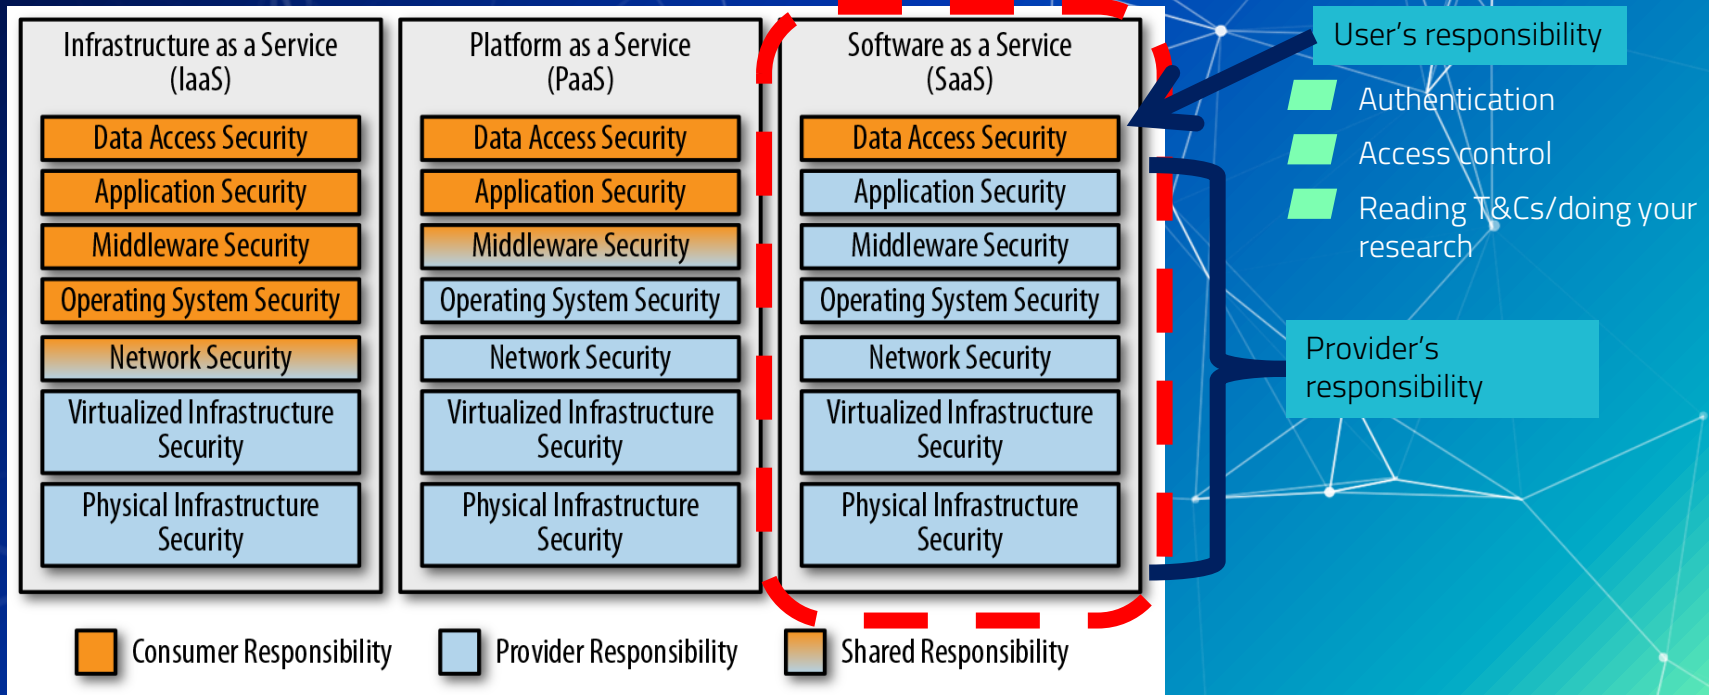 Infrastructure as a Service
(IaaS)
Data Access Security
Application Security
Middleware Security
Operating System Security
Network Security
Virtualized Infrastructure
Security
Physical Infrastructure
Security
Platform as a Service
(PaaS)
Data Access Security
Application Security
Middleware Security
Operating System Security
Network Security
Virtualized Infrastructure
Security
Physical Infrastructure
Security
Software as a Service
(SaaS)
Data Access Security
Application Security
Middleware Security
Operating System Security
Network Security
Virtualized Infrastructure
Security
Physical Infrastructure
Security
Consumer Responsibility
Provider Responsibility
Shared Responsibility
User’s responsibility
Authentication
Access control
Reading T&Cs/doing your
research
Provider’s
responsibility